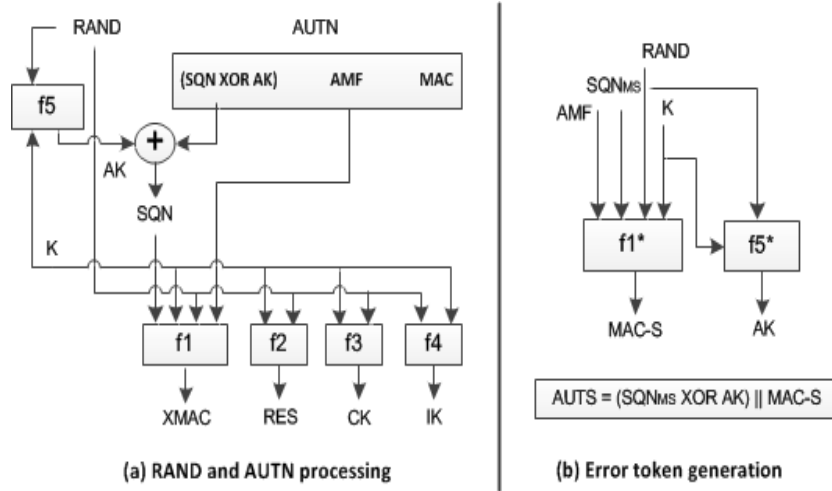 RAND
AUTN
(SQN XOR AK) AMF MAC
f5
+
AK
SQN
K
f1 f2 f3 f4
XMAC RES CK IK
(a) RAND and AUTN processing
RAND
SQNMS
AMF
K
f1* f5*
MAC-S AK
AUTS = (SQNMS XOR AK) || MAC-S
(b) Error token generation